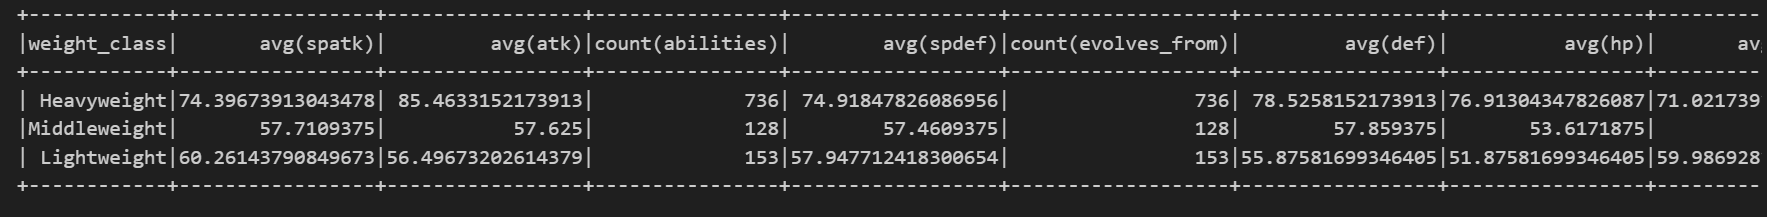 +------------+-----------------+-----------------+----------------+------------------+-------------------+-----------------+-----------------+---------
|weight_class|       avg(spatk)|         avg(atk)|count(abilities)|        avg(spdef)|count(evolves_from)|         avg(def)|          avg(hp)|       av
+------------+-----------------+-----------------+----------------+------------------+-------------------+-----------------+-----------------+---------
| Heavyweight|74.39673913043478| 85.4633152173913|             736| 74.91847826086956|                736| 78.5258152173913|76.91304347826087|71.021739
|Middleweight|       57.7109375|           57.625|             128|        57.4609375|                128|        57.859375|       53.6171875|
| Lightweight|60.26143790849673|56.49673202614379|             153|57.947712418300654|                153|55.87581699346405|51.87581699346405|59.986928
+------------+-----------------+-----------------+----------------+------------------+-------------------+-----------------+-----------------+---------